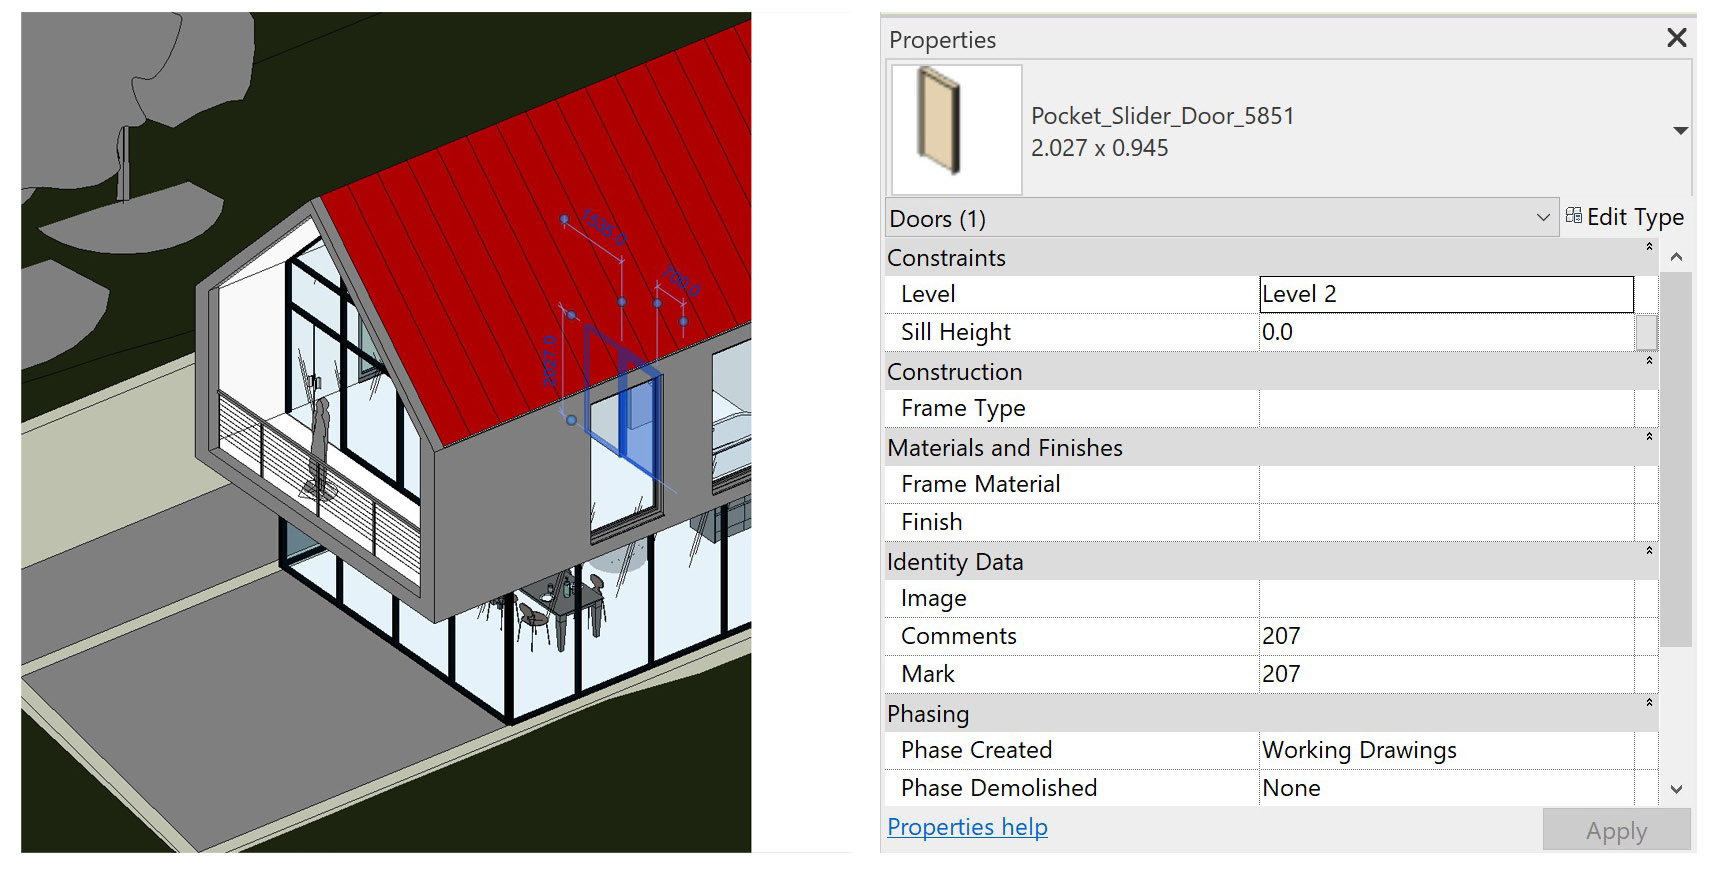 1535.0
700.0
2027.0
Properties
Pocket_Slider_Door_5851
2.027 x 0.945
Doors (1)
Edit Type
Constraints
Level
Level 2
Sill Height
0.0
Construction
Frame Type
Materials and Finishes
Frame Material
Finish
Identity Data
Image
Comments
207
Mark
207
Phasing
Phase Created
Working Drawings
Phase Demolished
None
Properties help
Apply